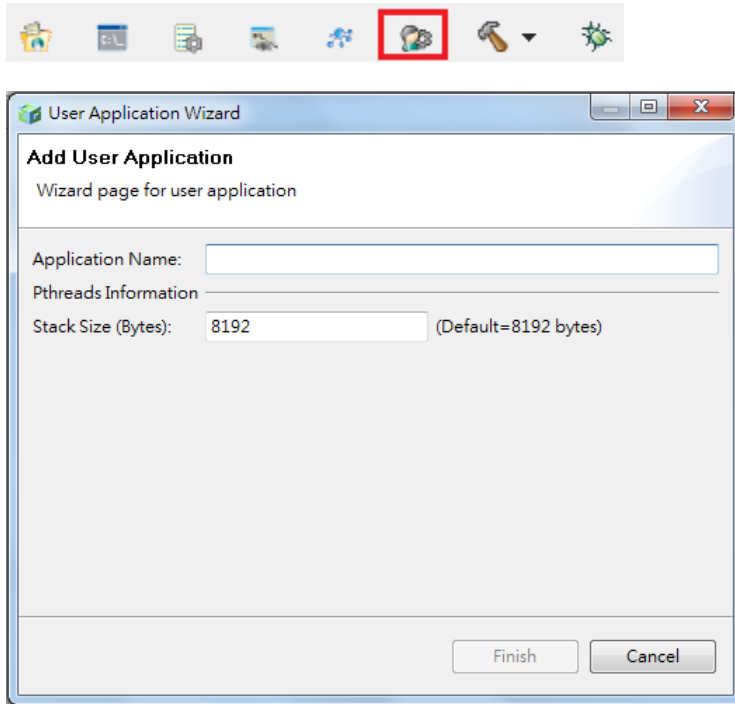 User Application Wizard
Add User Application
Wizard page for user application
Application Name:
Pthreads Information
Stack Size (Bytes): 8192 (Default=8192 bytes)
Finish Cancel